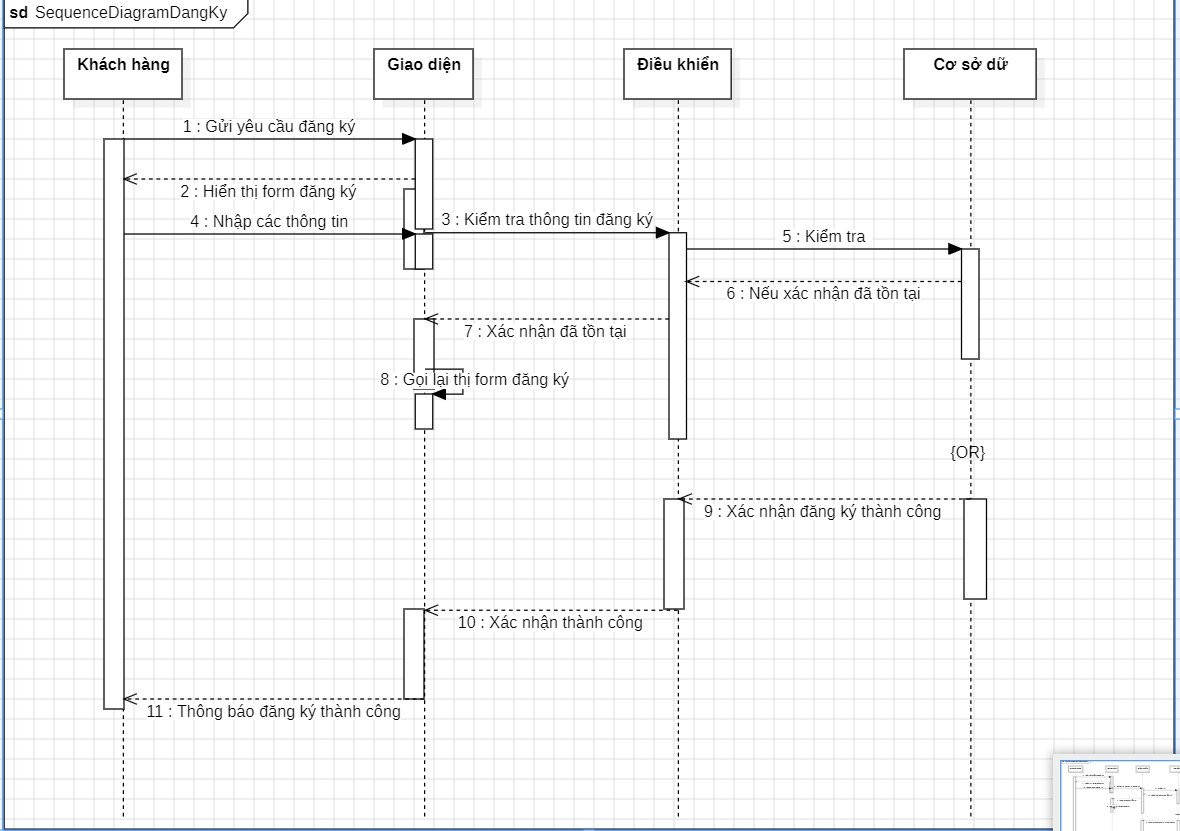 sd SequenceDiagramDangKy
Khách hàng
Giao diện
Điều khiển
Cơ sở dữ
1 : Gửi yêu cầu đăng ký
2 : Hiển thị form đăng ký
4 : Nhập các thông tin
3 : Kiểm tra thông tin đăng ký
5 : Kiểm tra
6 : Nếu xác nhận đã tồn tại
7 : Xác nhận đã tồn tại
8 : Gọi lại thị form đăng ký
{OR}
9 : Xác nhận đăng ký thành công
10 : Xác nhận thành công
11 : Thông báo đăng ký thành công